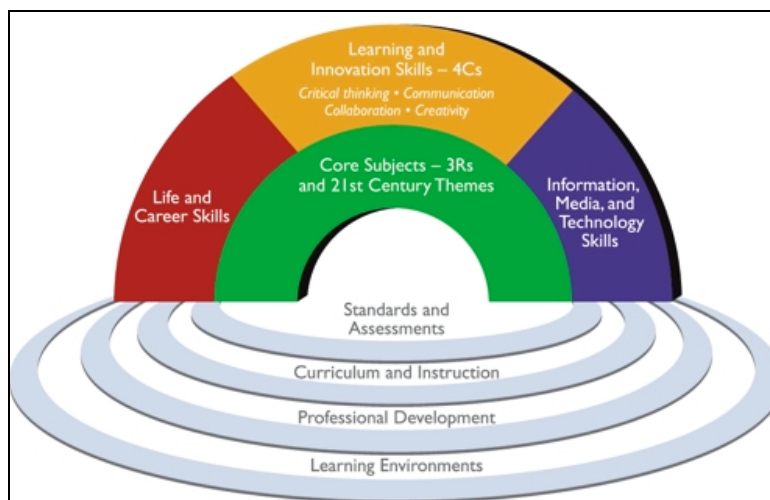 Learning and
Innovation Skills – 4Cs
Critical thinking • Communication
Collaboration • Creativity
Core Subjects – 3Rs
and 21st Century Themes
Life and
Career Skills
Information,
Media, and
Technology
Skills
Standards and
Assessments
Curriculum and Instruction
Professional Development
Learning Environments